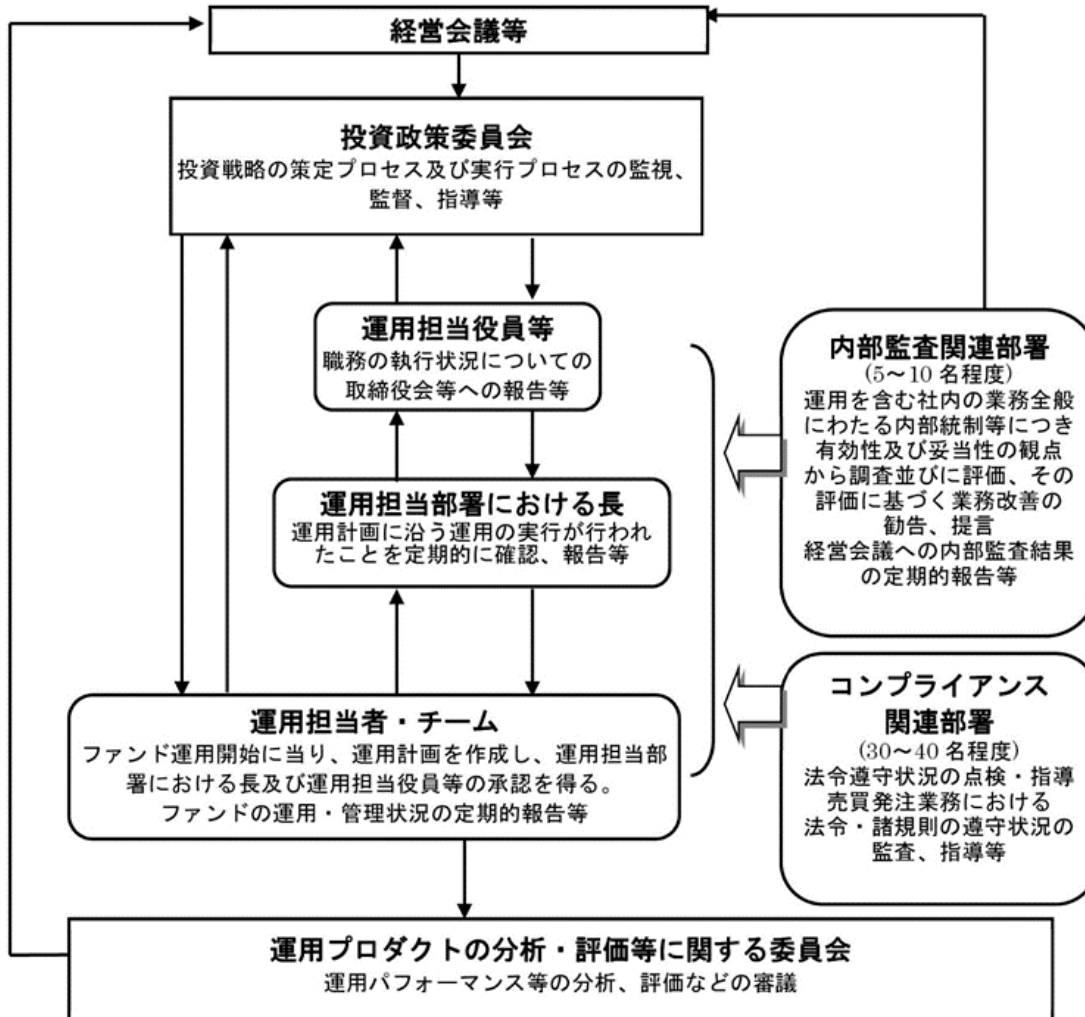 経営会議等
投資政策委員会
投資戦略の策定プロセス及び実行プロセスの監視、
監督、指導等
運用担当役員等
職務の執行状況についての
取締役会等への報告等
運用担当部署における長
運用計画に沿う運用の実行が行われ
たことを定期的に確認、報告等
運用担当者・チーム
ファンド運用開始に当り、運用計画を作成し、運用担当部
署における長及び運用担当役員等の承認を得る。
ファンドの運用・管理状況の定期的報告等
内部監査関連部署
(5~10 名程度)
運用を含む社内の業務全般
にわたる内部統制等につき
有効性及び妥当性の観点
から調査並びに評価、その
評価に基づく業務改善の
勧告、提言
経営会議への内部監査結果
の定期的報告等
コンプライアンス
関連部署
(30~40 名程度)
法令遵守状況の点検・指導
売買発注業務における
法令・諸規則の遵守状況の
監査、指導等
運用プロダクトの分析・評価等に関する委員会
運用パフォーマンス等の分析、評価などの審議